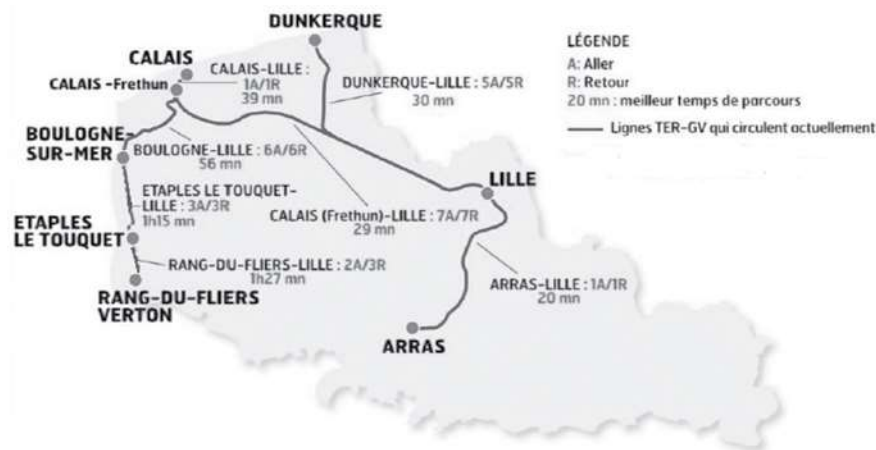 DUNKERQUE
CALAIS
CALAIS -Frethun
CALAIS-LILLE :
1A/1R
39 mn
DUNKERQUE-LILLE : 5A/5R
30 mn
BOULOGNE-
SUR-MER
BOULOGNE-LILLE : 6A/6R
56 mn
LILLE
ETAPLES LE TOUQUET-
LILLE : 3A/3R
1h15 mn
CALAIS (Frethun)-LILLE : 7A/7R
29 mn
ETAPLES
LE TOUQUET
RANG-DU-FLIERS-LILLE : 2A/3R
1h27 mn
ARRAS-LILLE : 1A/1R
20 mn
RANG-DU-FLIERS
VERTON
ARRAS
LÉGENDE
A: Aller
R: Retour
20 mn : meilleur temps de parcours
Lignes TER-GV qui circulent actuellement